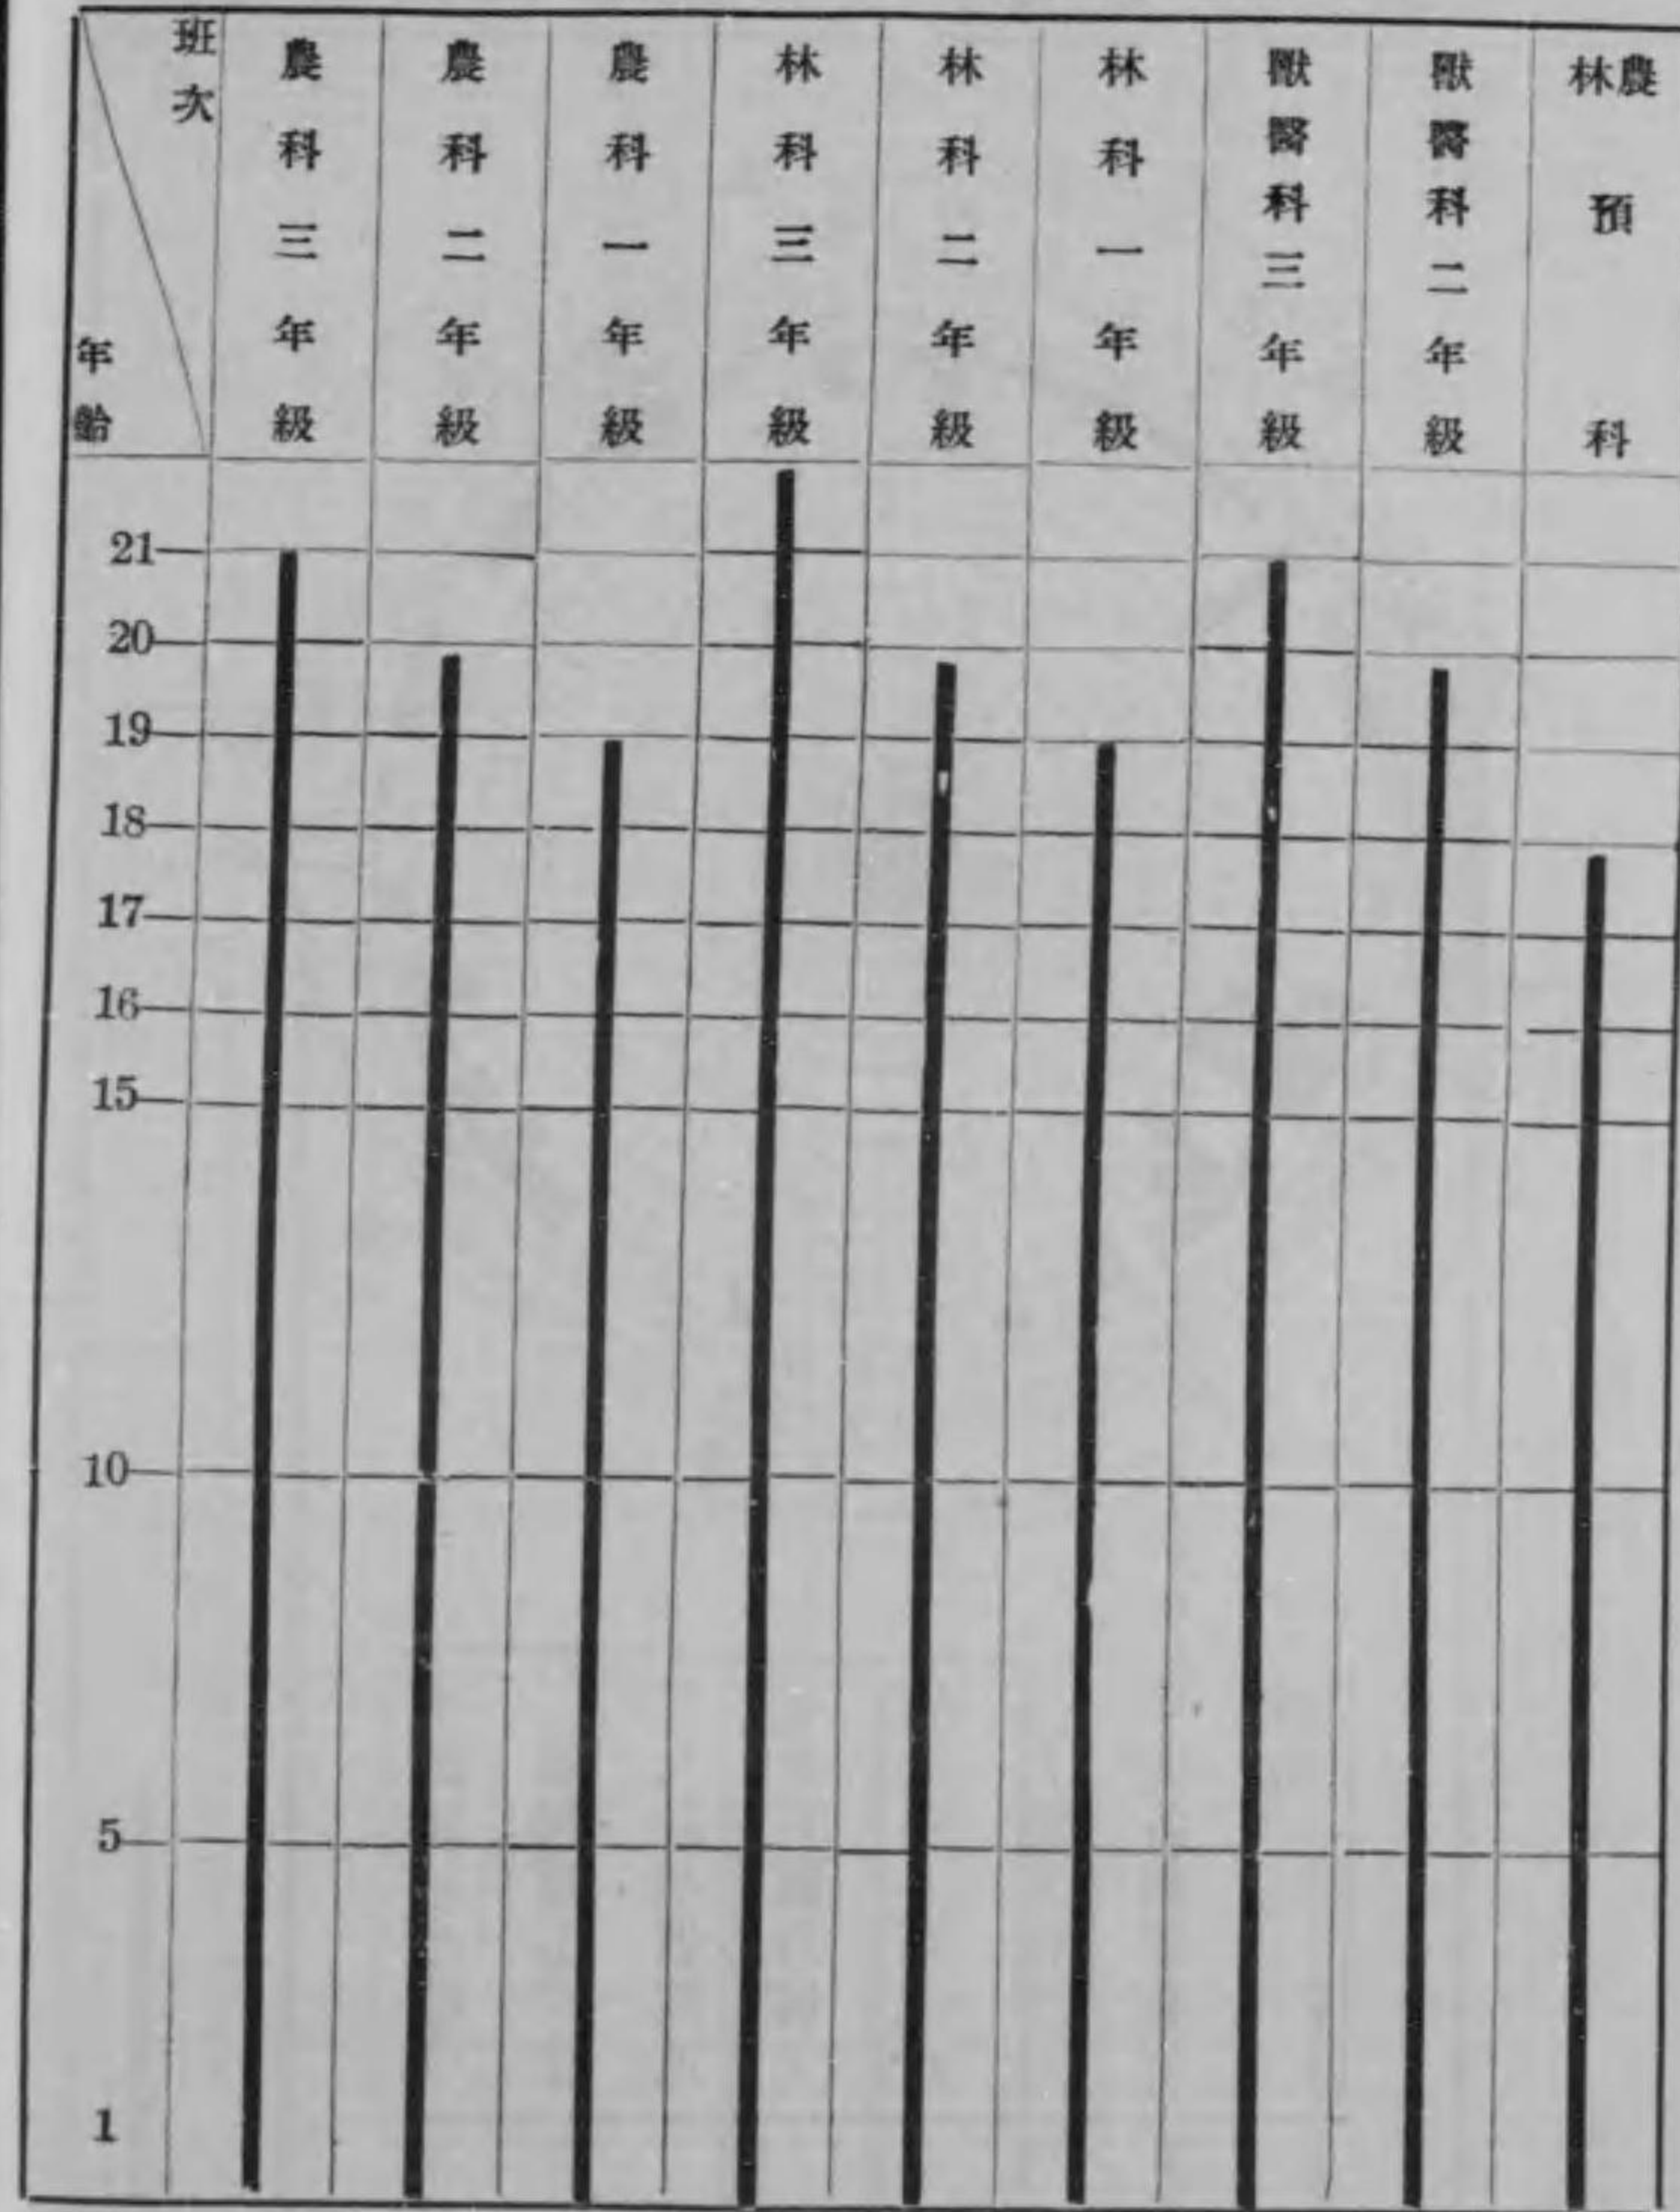 班次
年齡
農科三年級
農科二年級
農科一年級
林科三年級
林科二年級
林科一年級
獸醫科三年級
獸醫科二年級
林農預科
21
20
19
18
17
16
15
10
5
1